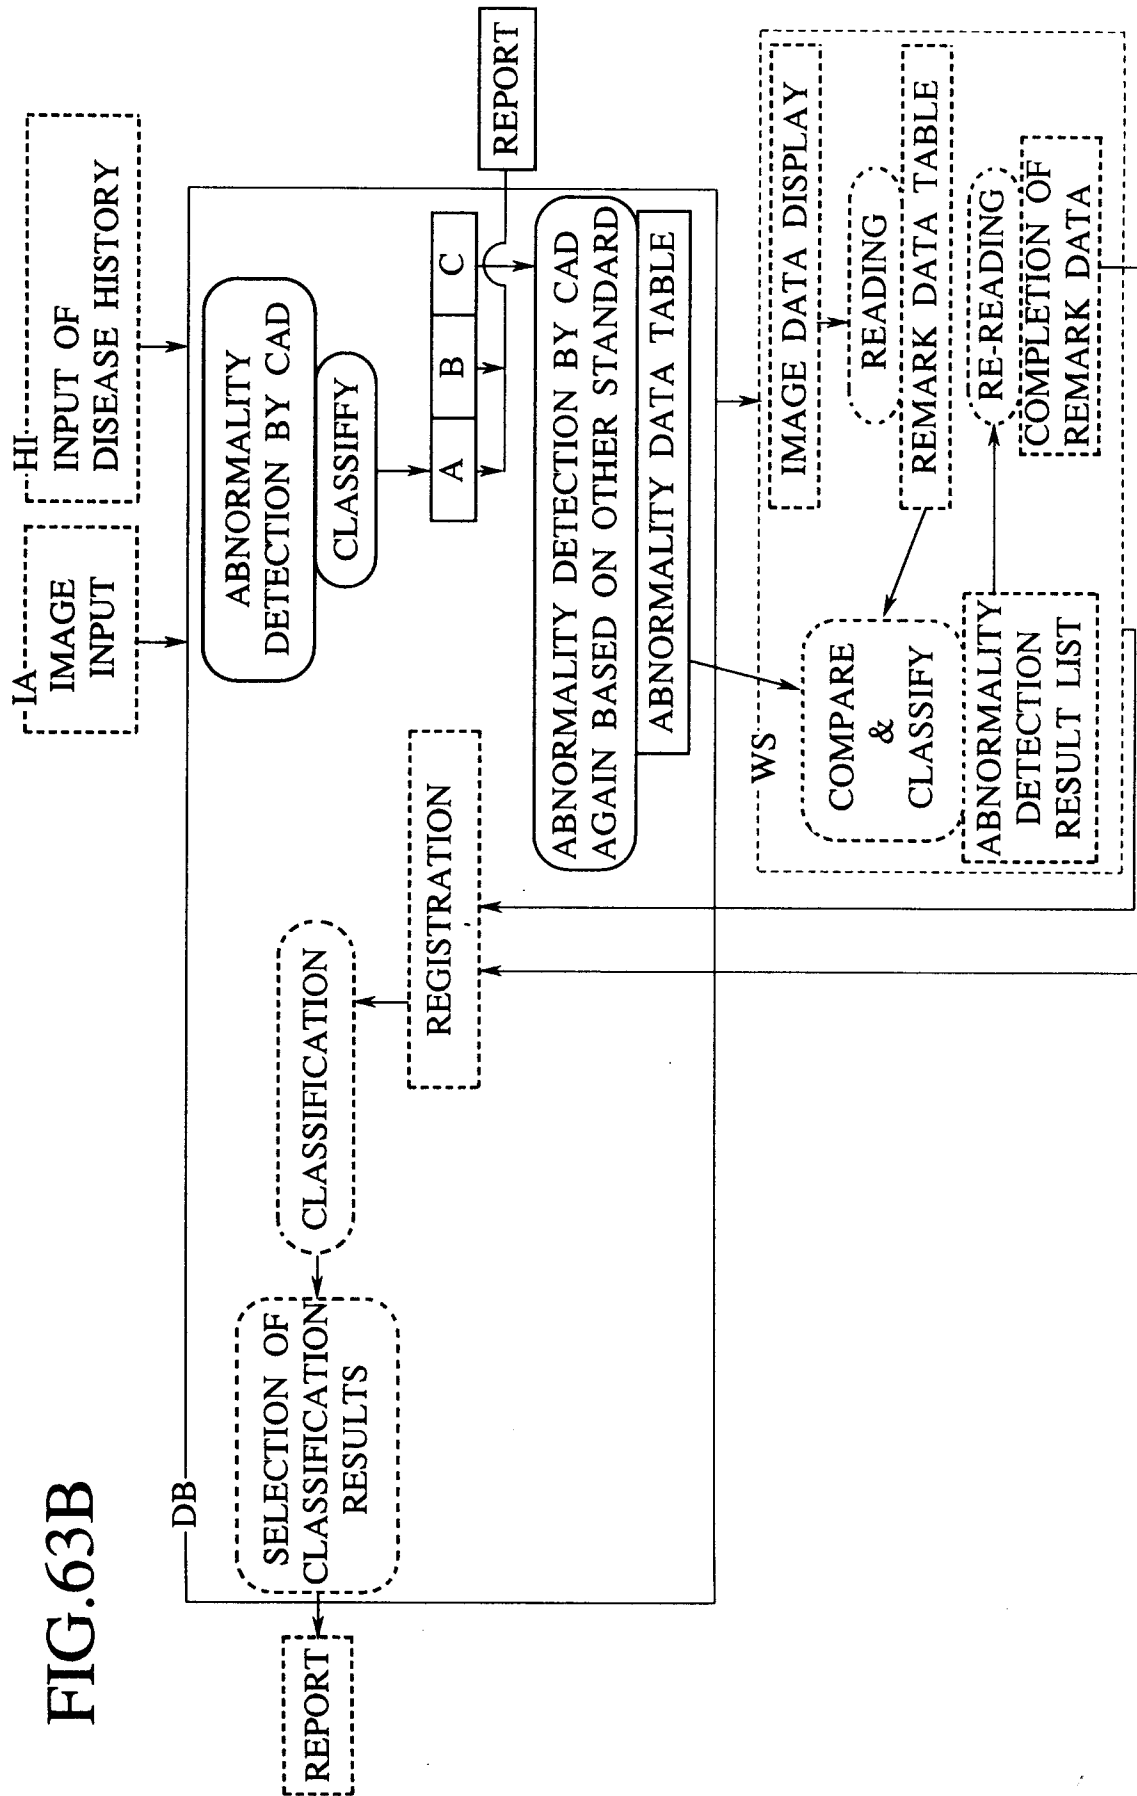 FIG.63B
IA
IMAGE
INPUT
HI
INPUT OF
DISEASE HISTORY
DB
ABNORMALITY
DETECTION BY CAD
CLASSIFY
A
B
C
REPORT
ABNORMALITY DETECTION BY CAD
AGAIN BASED ON OTHER STANDARD
ABNORMALITY DATA TABLE
REGISTRATION
CLASSIFICATION
SELECTION OF
CLASSIFICATION
RESULTS
REPORT
WS
IMAGE DATA DISPLAY
READING
REMARK DATA TABLE
COMPARE
&
CLASSIFY
ABNORMALITY
DETECTION
RESULT LIST
RE-READING
COMPLETION OF
REMARK DATA